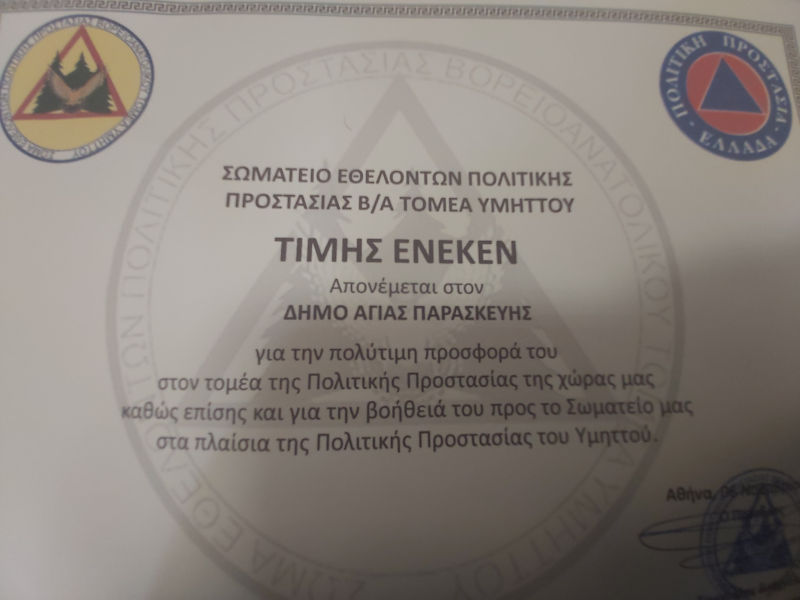 ΠΟΛΙΤΙΚΗ ΠΡΟΣΤΑΣΙΑ
ΕΛΛΑΔΑ
ΣΩΜΑΤΕΙΟ ΕΘΕΛΟΝΤΩΝ ΠΟΛΙΤΙΚΗΣ
ΠΡΟΣΤΑΣΙΑΣ Β/Α ΤΟΜΕΑ ΥΜΗΤΤΟΥ
ΤΙΜΗΣ ΕΝΕΚΕΝ
Απονέμεται στον
ΔΗΜΟ ΑΓΙΑΣ ΠΑΡΑΣΚΕΥΗΣ
για την πολύτιμη προσφορά του
στον τομέα της Πολιτικής Προστασίας της χώρας μας
καθώς επίσης και για την βοήθειά του προς το Σωματείο μας
στα πλαίσια της Πολιτικής Προστασίας του Υμηττού.
Αθήνα,